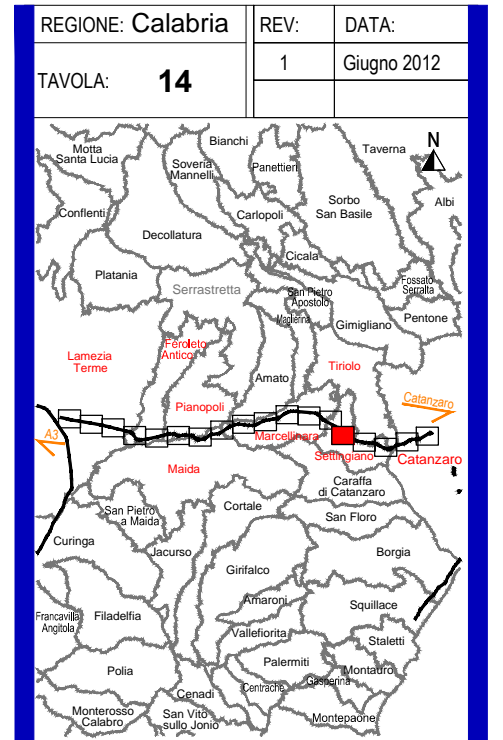 REGIONE: Calabria
REV:
DATA:
TAVOLA: 14
1
Giugno 2012
N
Motta
Santa Lucia
Bianchi
Soveria
Mannelli
Panettieri
Taverna
Conflenti
Carlopoli
Sorbo
San Basile
Albi
Decollatura
Cicala
Platania
Serrastretta
San Pietro
Apostolo
Fossato
Serralta
Maglierina
Gimigliano
Pentone
Lamezia
Terme
Feroleto
Antico
Amato
Tiriolo
Pianopoli
Catanzaro
A3
Marcellinara
Settingiano
Catanzaro
Maida
Caraffa
di Catanzaro
San Pietro
a Maida
Cortale
San Floro
Curinga
Jacurso
Girifalco
Borgia
Amaroni
Francavilla
Angitola
Filadelfia
Squillace
Vallefiorita
Staletti
Polia
Palermiti
Montauro
Cenadi
Centrache
Gasperina
Monterosso
Calabro
San Vito
sullo Jonio
Montepaone